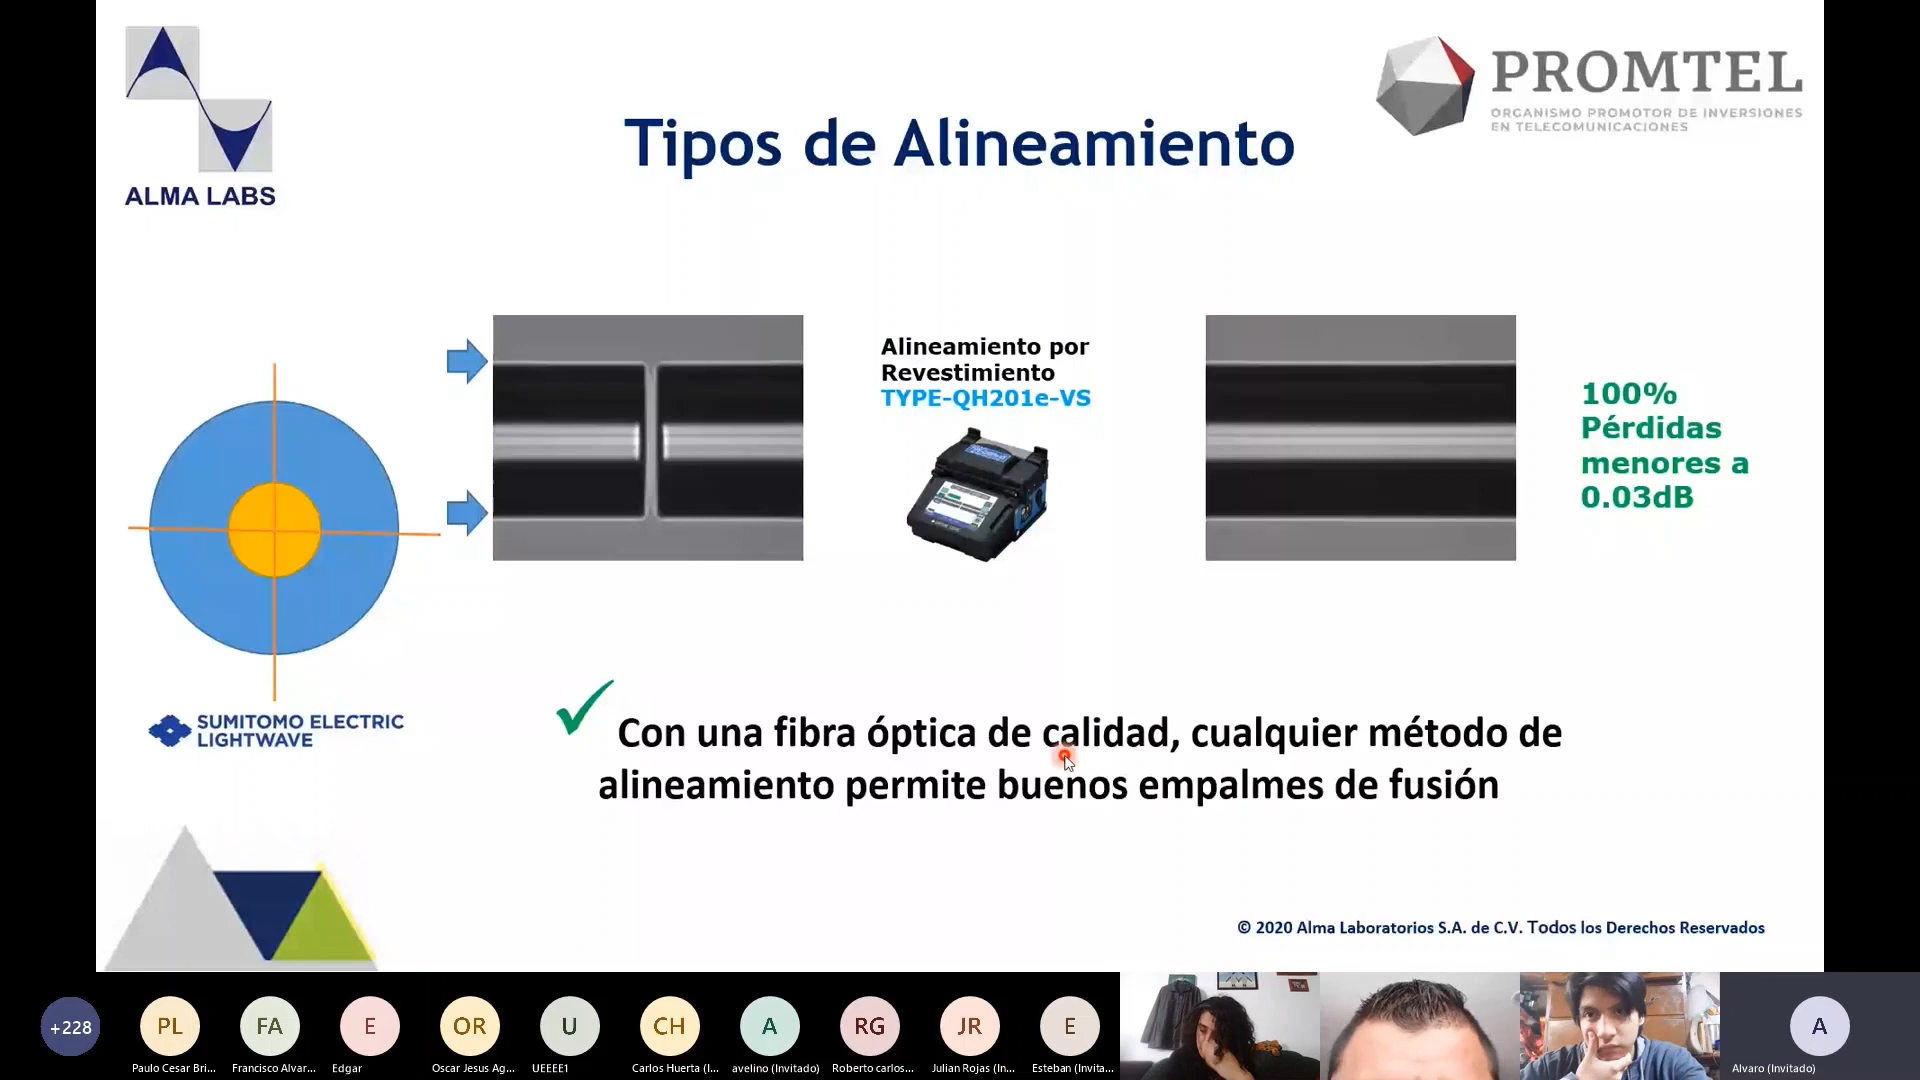 ALMA LABS
PROMTEL
ORGANISMO PROMOTOR DE INVERSIONES
EN TELECOMUNICACIONES
Tipos de Alineamiento
Alineamiento por
Revestimiento
TYPE-QH201e-VS
100%
Pérdidas
menores a
0.03dB
SUMITOMO ELECTRIC
LIGHTWAVE
Con una fibra óptica de calidad, cualquier método de
alineamiento permite buenos empalmes de fusión
© 2020 Alma Laboratorios S.A. de C.V. Todos los Derechos Reservados
+228
PL
FA
E
OR
U
CH
A
RG
JR
E
A
Paulo Cesar Bri...
Francisco Alvar...
Edgar
Oscar Jesus Ag...
UEEEE1
Carlos Huerta (I...
avelino (Invitado)
Roberto carlos...
Julian Rojas (In...
Esteban (Invita...
Alvaro (Invitado)